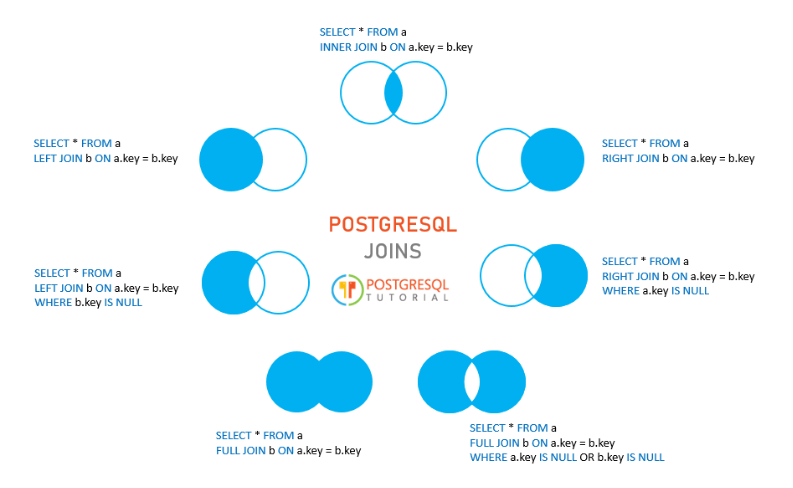 SELECT * FROM a
INNER JOIN b ON a.key = b.key
SELECT * FROM a
LEFT JOIN b ON a.key = b.key
SELECT * FROM a
RIGHT JOIN b ON a.key = b.key
POSTGRESQL
JOINS
POSTGRESQL
TUTORIAL
SELECT * FROM a
LEFT JOIN b ON a.key = b.key
WHERE b.key IS NULL
SELECT * FROM a
RIGHT JOIN b ON a.key = b.key
WHERE a.key IS NULL
SELECT * FROM a
FULL JOIN b ON a.key = b.key
SELECT * FROM a
FULL JOIN b ON a.key = b.key
WHERE a.key IS NULL OR b.key IS NULL